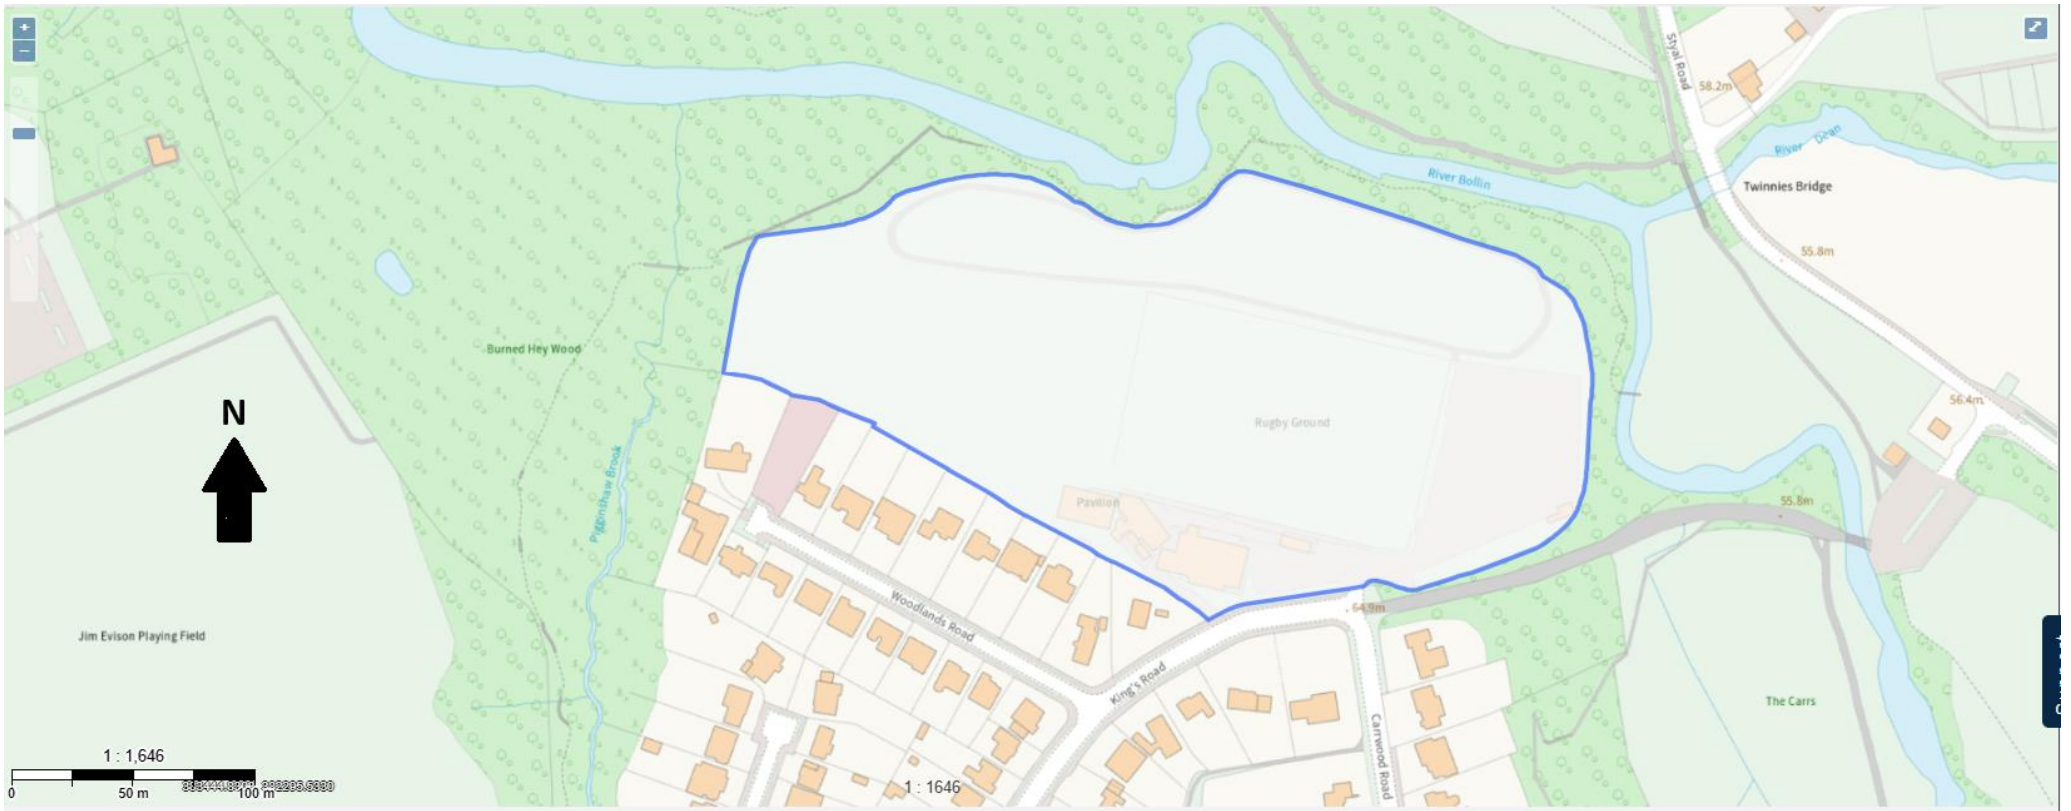 +
−
Styal Road
58.2m
River Dean
River Bollin
Twinnies Bridge
55.8m
Burned Hey Wood
N
56.4m
Rugby Ground
Pavilion
55.8m
Woodlands Road
64.9m
Jim Evison Playing Field
King's Road
The Carrs
Carrwood Road
1 : 1,646
1 : 1646
0
50 m
100 m